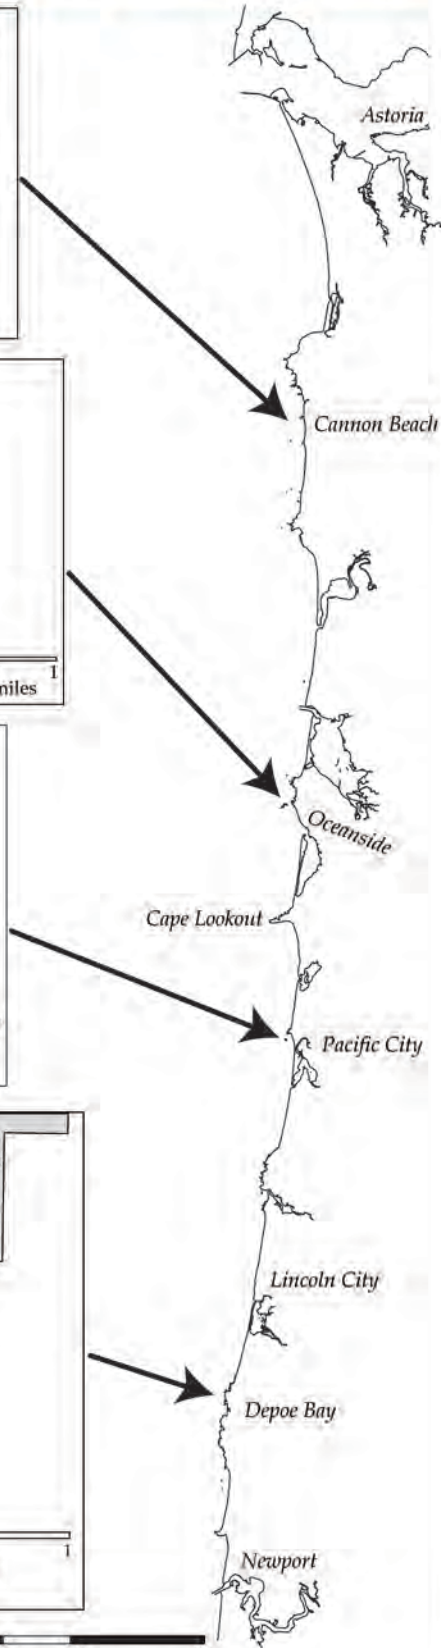 Astoria
Cannon Beach
1
miles
Oceanside
Cape Lookout
Pacific City
Lincoln City
Depoe Bay
1
Newport